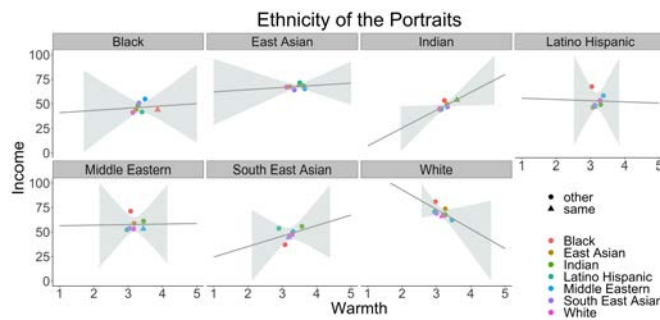 Ethnicity of the Portraits
Black East Asian Indian Latino Hispanic
100
75
50
25
0
1 2 3 4 5
Income
Middle Eastern South East Asian White
100
75
50
25
0
1 2 3 4 5 1 2 3 4 5 1 2 3 4 5
Warmth
other
same
Black
East Asian
Indian
Latino Hispanic
Middle Eastern
South East Asian
White